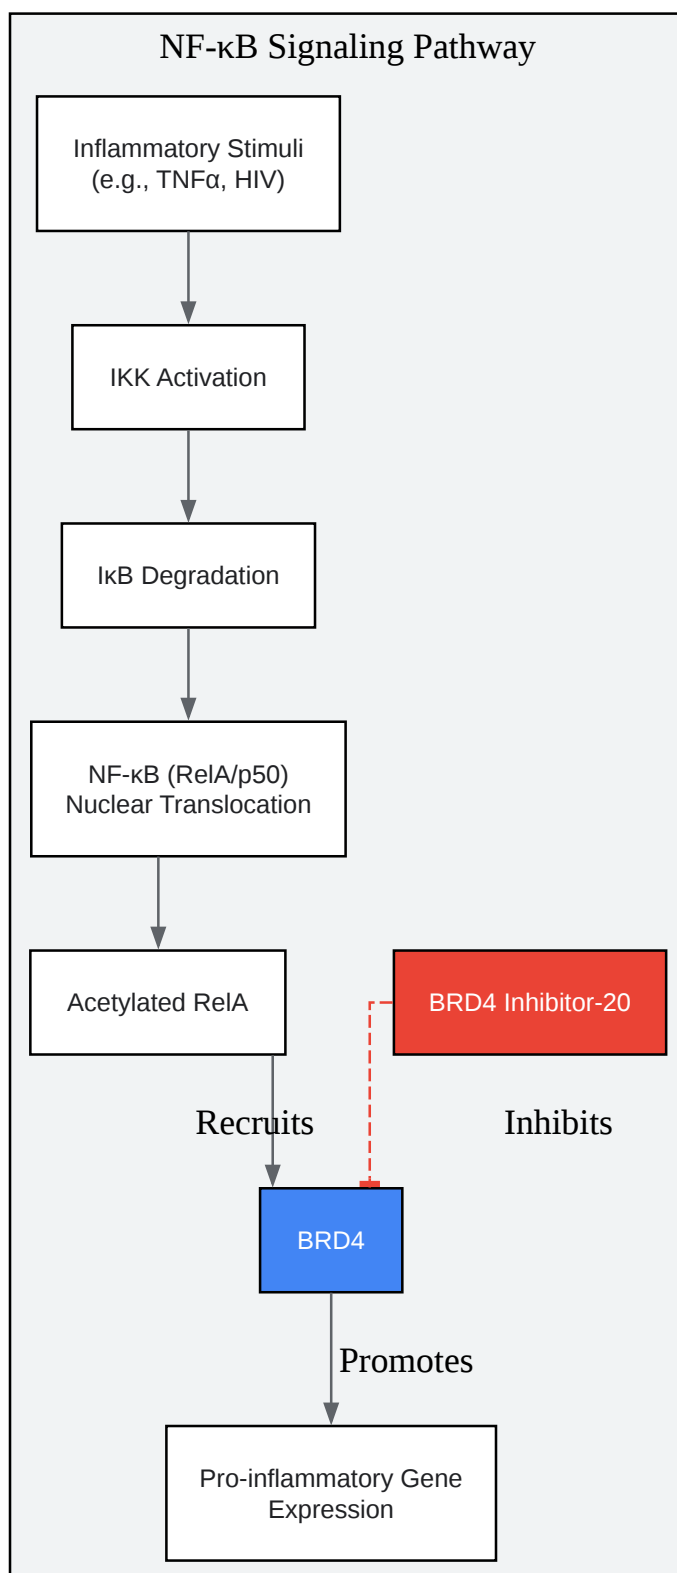 NF-κB Signaling Pathway
Inflammatory Stimuli
(e.g., TNFα, HIV)
IKK Activation
IκB Degradation
NF-κB (RelA/p50)
Nuclear Translocation
Acetylated RelA
BRD4 Inhibitor-20
Recruits
Inhibits
BRD4
Promotes
Pro-inflammatory Gene
Expression